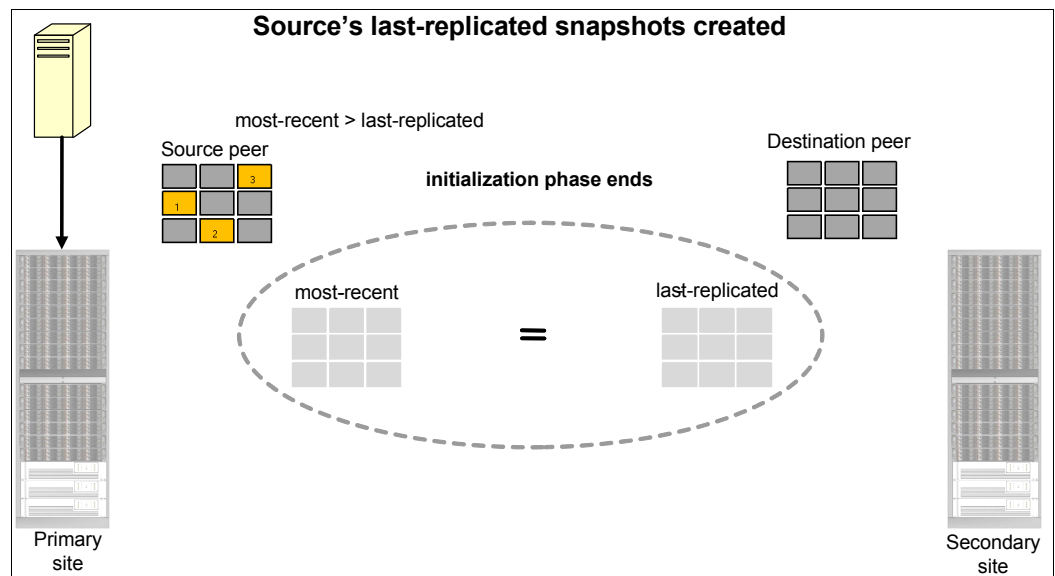 Source's last-replicated snapshots created
most-recent > last-replicated
Source peer
Destination peer
3
initialization phase ends
1
2
most-recent
last-replicated
=
Primary
site
Secondary
site